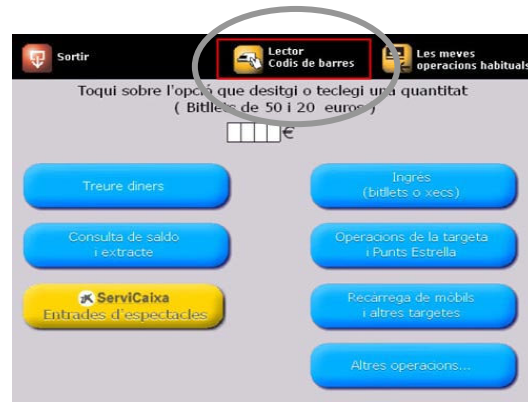 Sortir
Lector
Codis de barres
Les meves
operacions habituals
Toqui sobre l'opció que desitgi o teclegi una quantitat
( Bitllets de 50 i 20 euros )
€
Treure diners
Ingrés
(bitllets o xecs)
Consulta de saldo
i extracte
Operacions de la targeta
i Punts Estrella
ServiCaixa
Entrades d'espectacles
Recàrrega de mòbils
i altres targetes
Altres operacions...